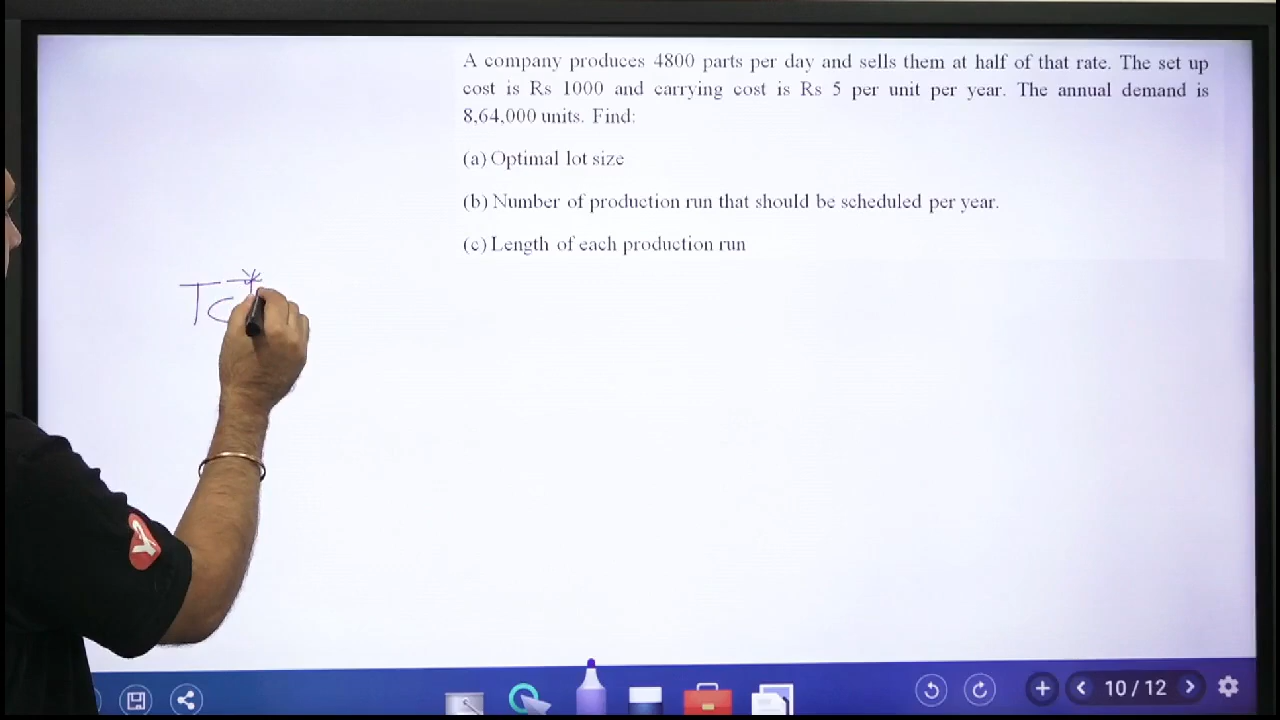 A company produces 4800 parts per day and sells them at half of that rate. The set up
cost is Rs 1000 and carrying cost is Rs 5 per unit per year. The annual demand is
8,64,000 units. Find:
(a) Optimal lot size
(b) Number of production run that should be scheduled per year.
(c) Length of each production run
TC*
10 / 12